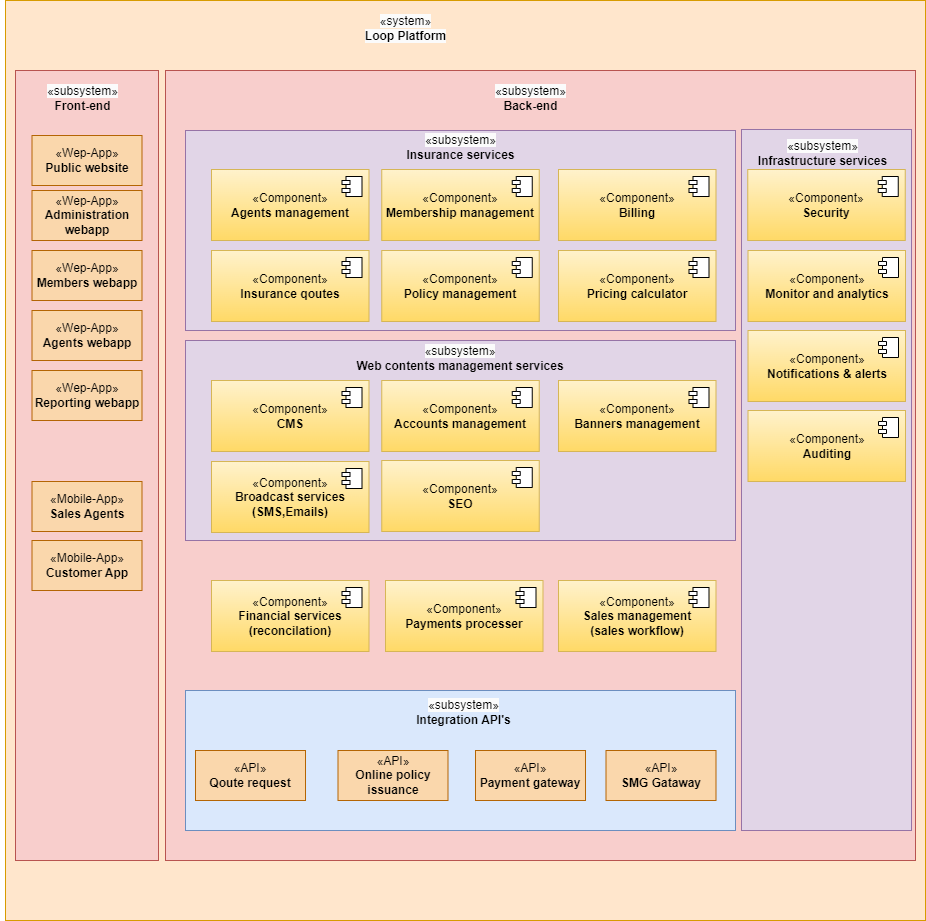 «system»
Loop Platform
«subsystem»
Front-end
«Wep-App»
Public website
«Wep-App»
Administration
webapp
«Wep-App»
Members webapp
«Wep-App»
Agents webapp
«Wep-App»
Reporting webapp
«Mobile-App»
Sales Agents
«Mobile-App»
Customer App
«subsystem»
Back-end
«subsystem»
Insurance services
«Component»
Agents management
«Component»
Membership management
«Component»
Billing
«Component»
Insurance qoutes
«Component»
Policy management
«Component»
Pricing calculator
«subsystem»
Web contents management services
«Component»
CMS
«Component»
Accounts management
«Component»
Banners management
«Component»
Broadcast services
(SMS,Emails)
«Component»
SEO
«Component»
Financial services
(reconcilation)
«Component»
Payments processer
«Component»
Sales management
(sales workflow)
«subsystem»
Integration API's
«API»
Qoute request
«API»
Online policy
issuance
«API»
Payment gateway
«API»
SMG Gataway
«subsystem»
Infrastructure services
«Component»
Security
«Component»
Monitor and analytics
«Component»
Notifications & alerts
«Component»
Auditing